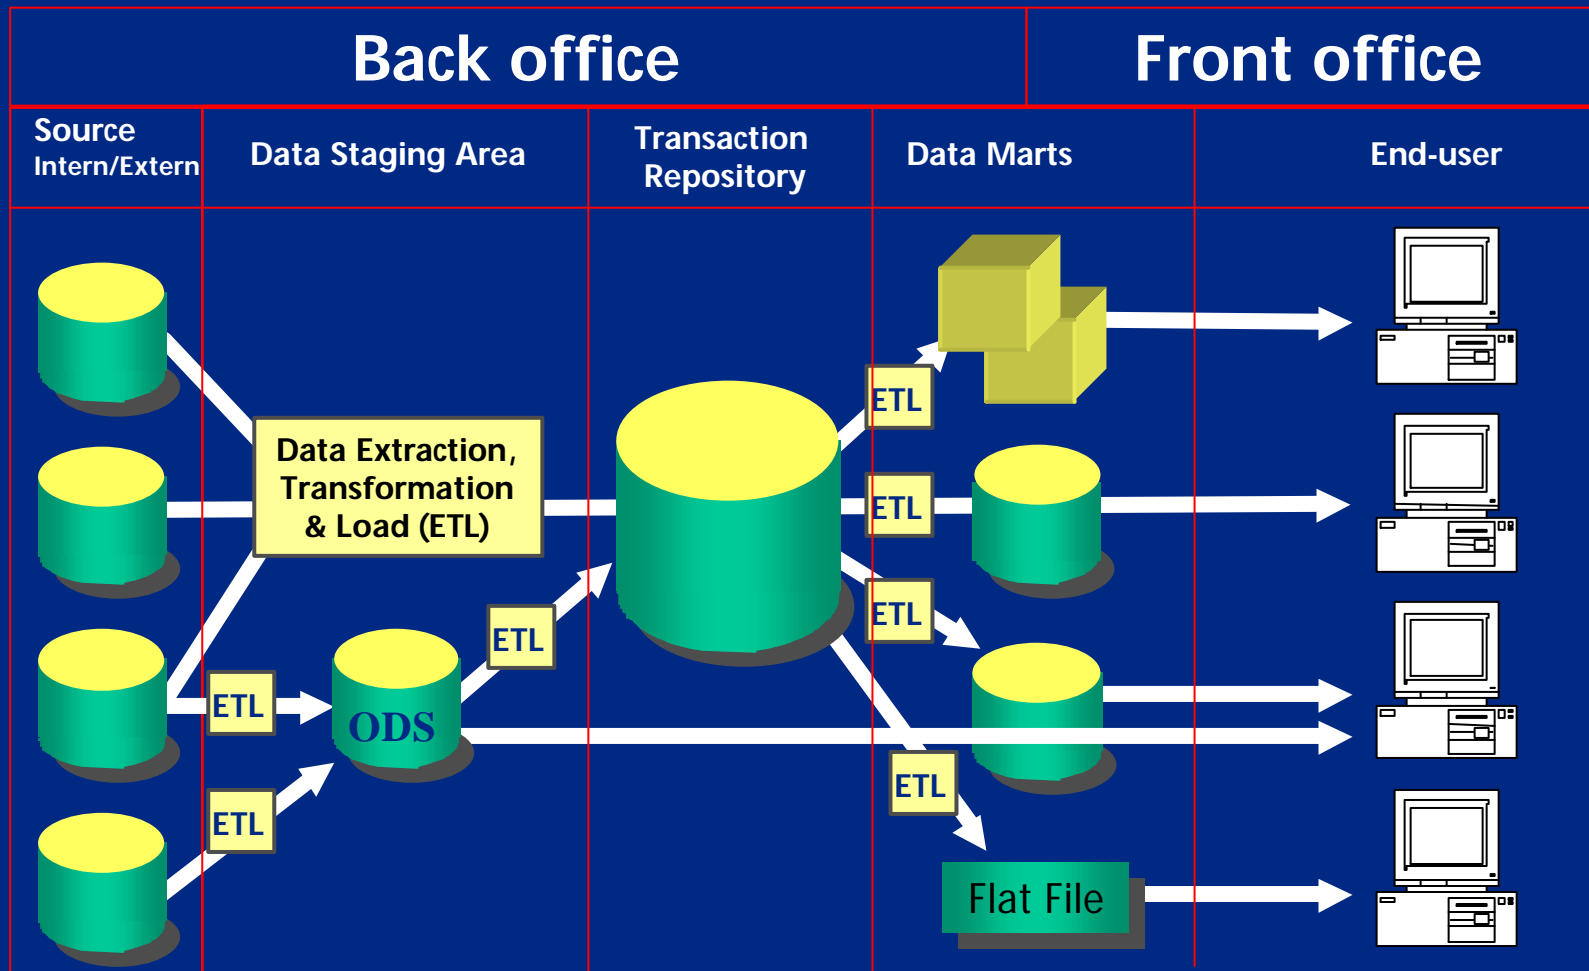 Back office
Front office
Source
Intern/Extern
Data Staging Area
Transaction
Repository
Data Marts
End-user
Data Extraction,
Transformation
& Load (ETL)
ETL
ETL
ETL
ETL
ETL
ODS
ETL
ETL
ETL
Flat File